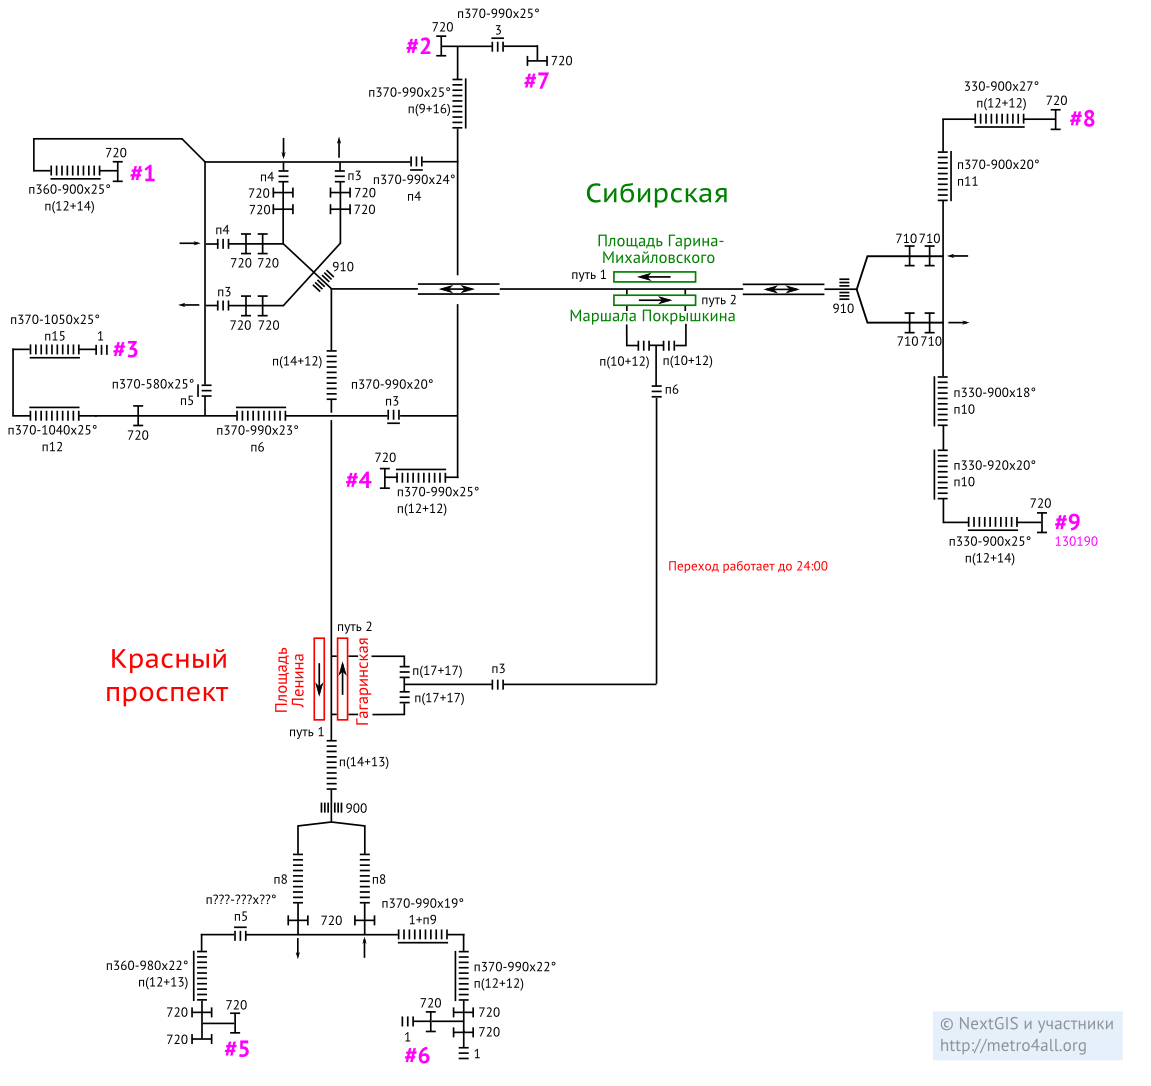 п370-990x25°
720
3
#2
720
#7
п370-990x25°
п(9+16)
330-900x27°
п(12+12)
720
#8
720
#1
п360-900x25°
п(12+14)
п4
п3
720
720
720
720
п370-990x24°
п4
п370-900x20°
п11
Сибирская
п4
720
720
910
Площадь Гарина-
Михайловского
путь 1
путь 2
Маршала Покрышкина
710
710
910
710
710
п3
720
720
п370-1050x25°
п15
1
#3
п(14+12)
п(10+12)
п(10+12)
п370-580x25°
п5
п370-990x20°
п3
п6
п330-900x18°
п10
п370-1040x25°
п12
720
п370-990x23°
п6
720
#4
п370-990x25°
п(12+12)
п330-920x20°
п10
720
#9
130190
п330-900x25°
п(12+14)
Переход работает до 24:00
Красный
проспект
путь 2
Площадь
Ленина
Гагаринская
п(17+17)
п3
п(17+17)
путь 1
п(14+13)
900
п8
п8
п???-???x??°
п5
720
п370-990x19°
1+п9
п360-980x22°
п(12+13)
п370-990x22°
п(12+12)
720
720
720
#5
720
720
720
1
#6
1
© NextGIS и участники
http://metro4all.org